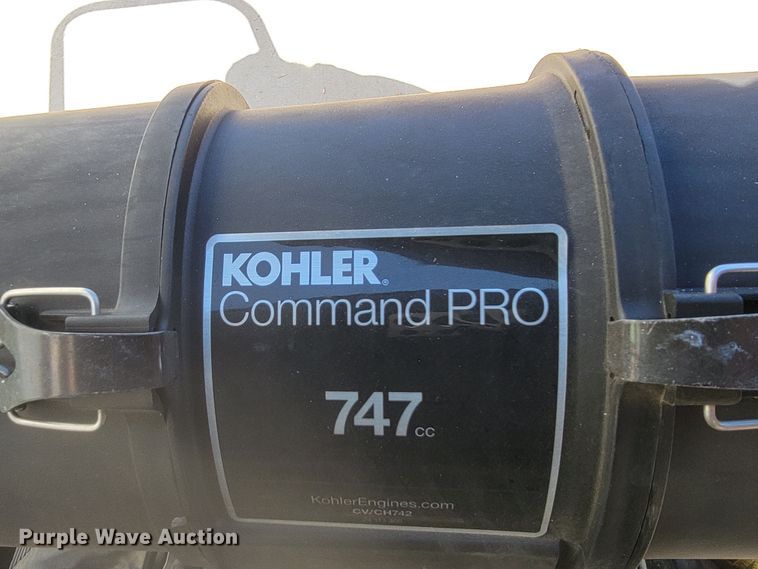 KOHLER®
Command PRO
747cc
KohlerEngines.com
CV/CH742
Purple Wave Auction